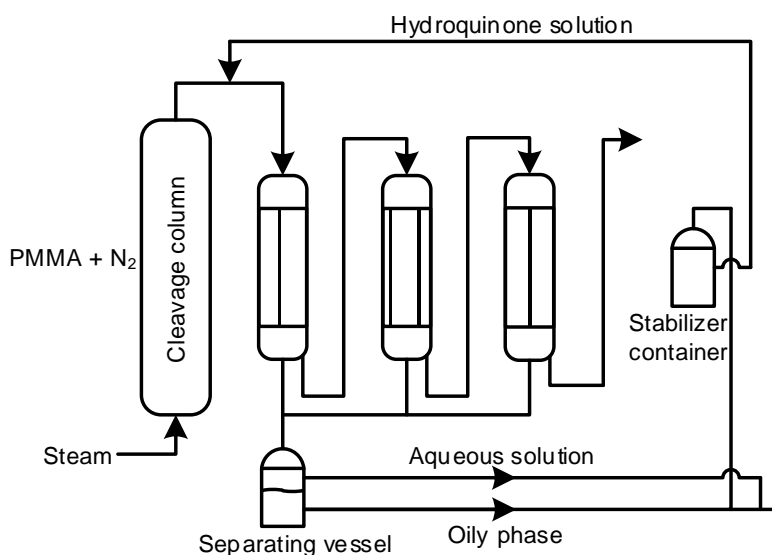 Hydroquinone solution
PMMA + N₂
Cleavage column
Stabilizer
container
Steam
Aqueous solution
Oily phase
Separating vessel